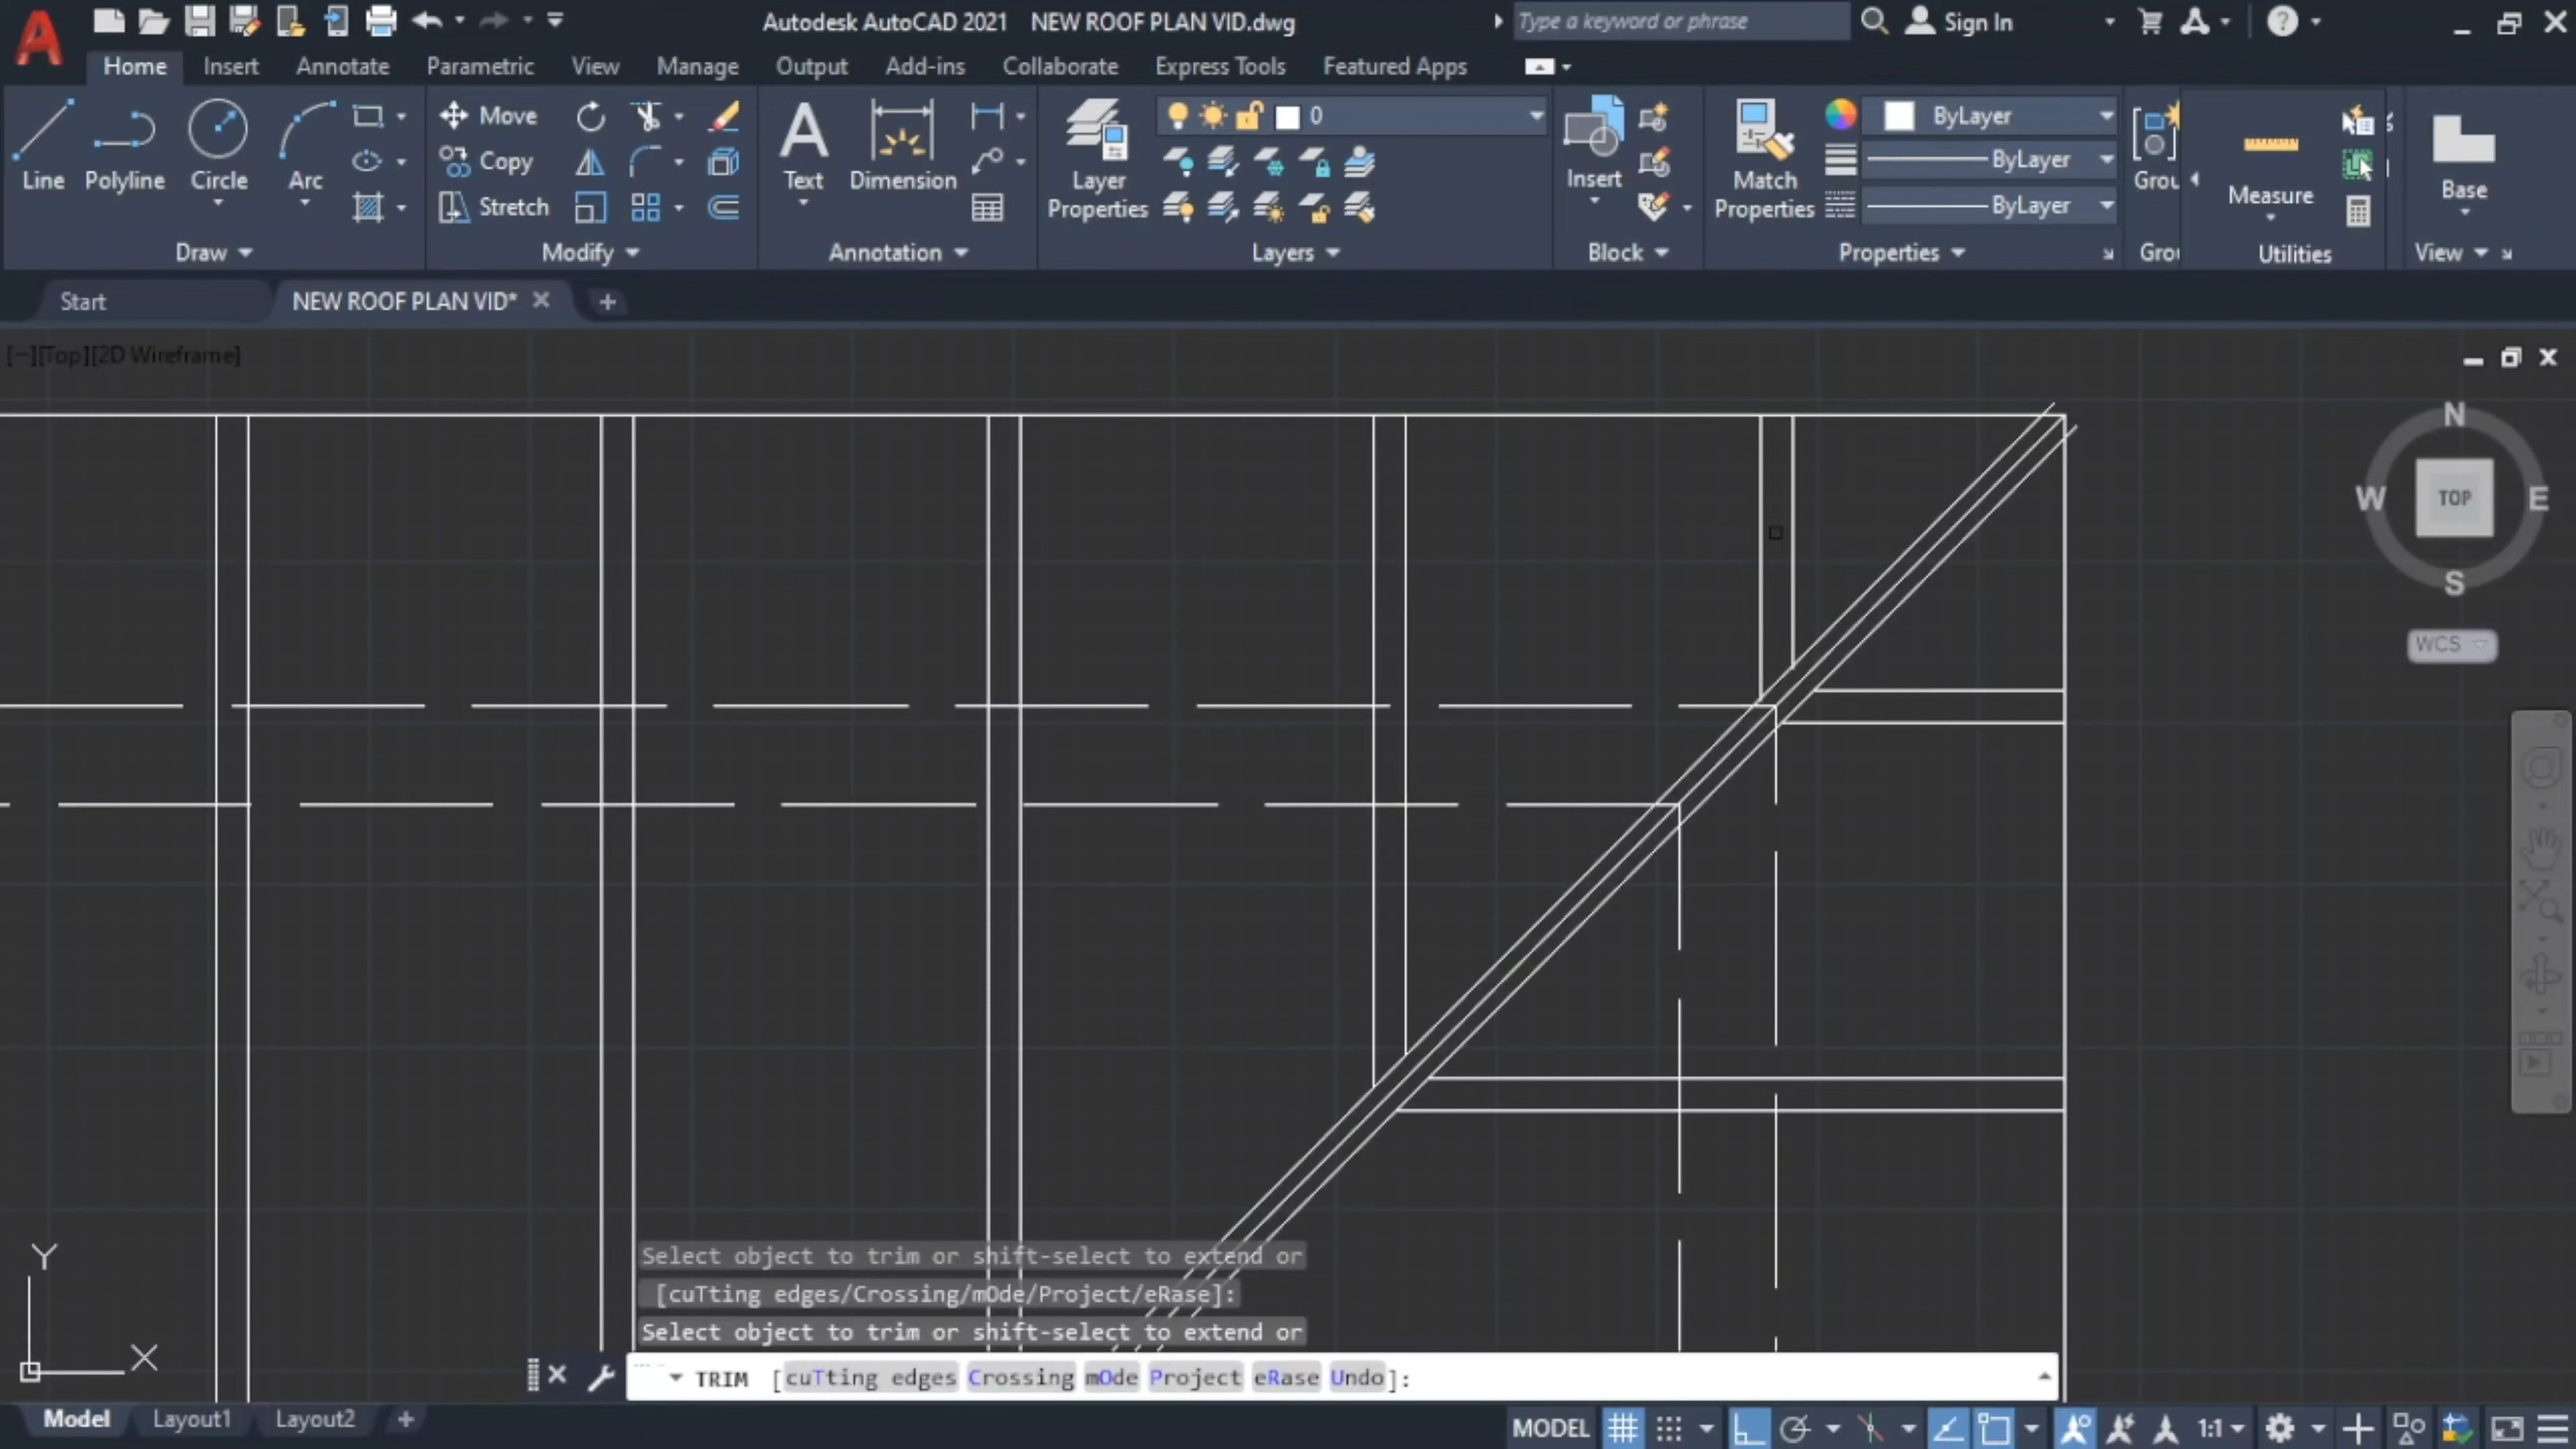 Autodesk AutoCAD 2021 NEW ROOF PLAN VID.dwg
Type a keyword or phrase
Sign In
Home Insert Annotate Parametric View Manage Output Add-ins Collaborate Express Tools Featured Apps
Line Polyline Circle Arc
Move
Copy
Stretch
Text Dimension
Layer Properties
0
Insert
Match Properties
ByLayer
ByLayer
ByLayer
Grou
Measure
Base
Draw Modify Annotation Layers Block Properties Grou Utilities View
Start NEW ROOF PLAN VID*
[−][Top][2D Wireframe]
N
W TOP E
S
WCS
Y
X
Select object to trim or shift-select to extend or
[cuTting edges/Crossing/mOde/Project/eRase]:
Select object to trim or shift-select to extend or
TRIM [cuTting edges Crossing mOde Project eRase Undo]:
Model Layout1 Layout2
MODEL 1:1